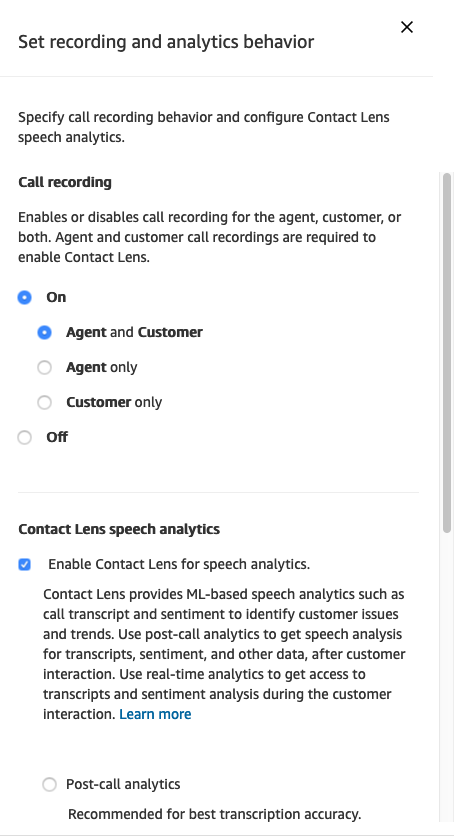 Set recording and analytics behavior
Specify call recording behavior and configure Contact Lens
speech analytics.
Call recording
Enables or disables call recording for the agent, customer, or
both. Agent and customer call recordings are required to
enable Contact Lens.
On
Agent and Customer
Agent only
Customer only
Off
Contact Lens speech analytics
Enable Contact Lens for speech analytics.
Contact Lens provides ML-based speech analytics such as
call transcript and sentiment to identify customer issues
and trends. Use post-call analytics to get speech analysis
for transcripts, sentiment, and other data, after customer
interaction. Use real-time analytics to get access to
transcripts and sentiment analysis during the customer
interaction. Learn more
Post-call analytics
Recommended for best transcription accuracy.